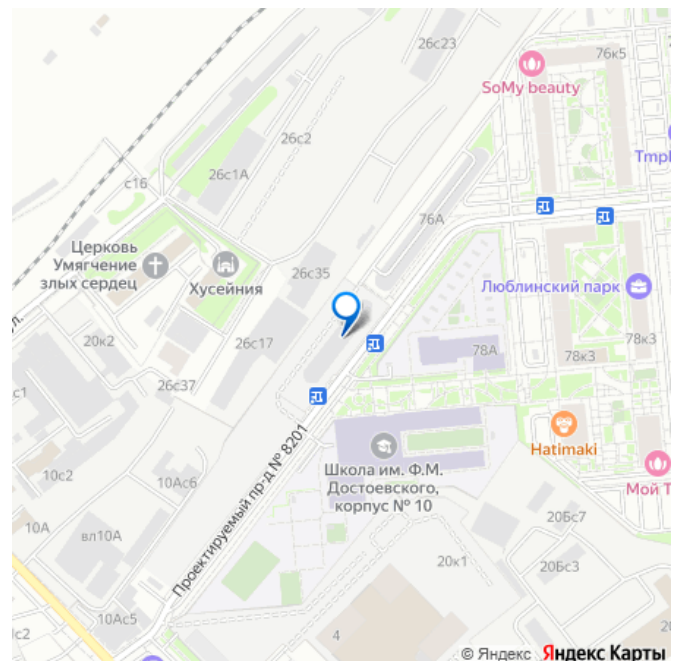 26с23
76к5
SoMy beauty
26с2
Tmpl
26с1А
с16
76А
Церковь
Умягчение
злых сердец
Хусейния
26с35
Люблинский парк
ул.
20к2
26с17
78А
78к3
78к3
26с37
с1
Hatimaki
10с2
10Ас6
Проектируемый пр-д № 8201
Школа им. Ф.М.
Достоевского,
корпус № 10
Мой Т
10А
вл10А
20Бс7
20к1
20Бс3
10Ас5
с2
4
20
© Яндекс Яндекс Карты